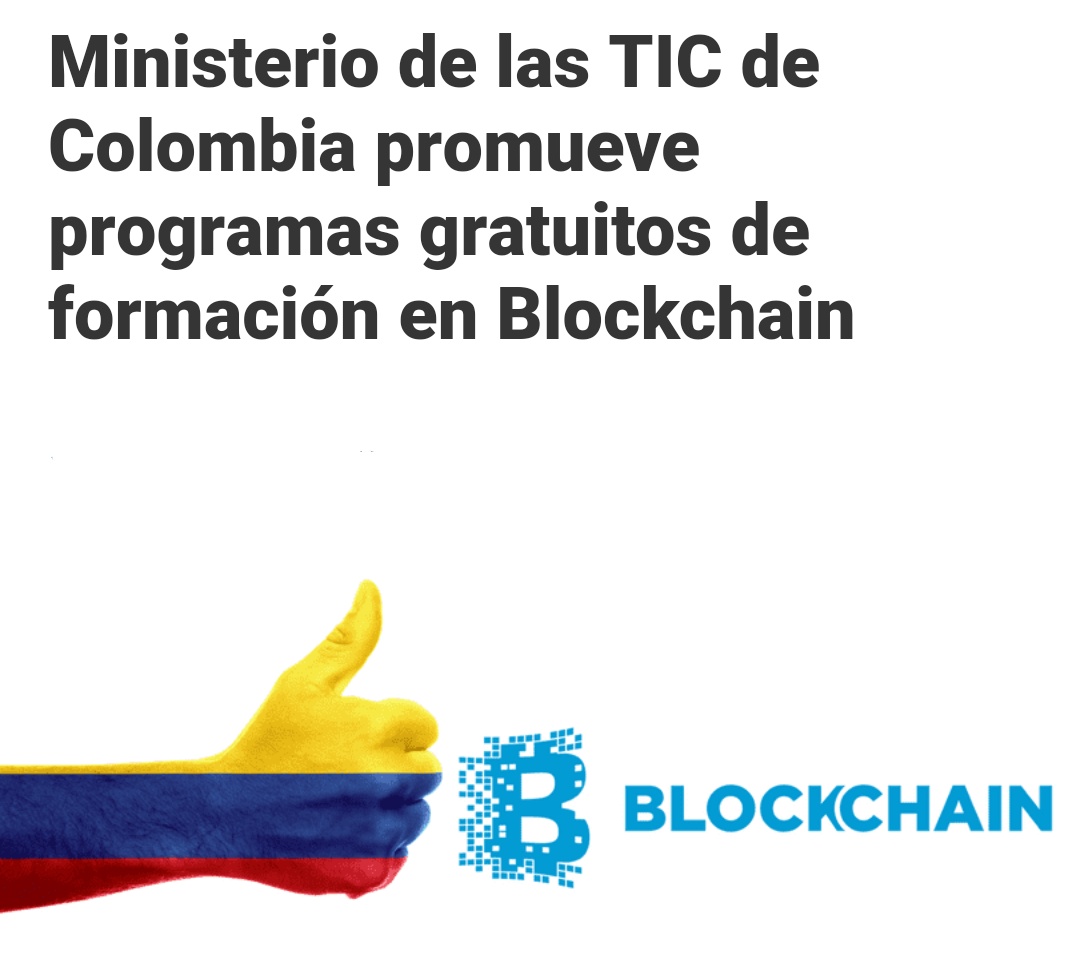 Ministerio de las TIC de
Colombia promueve
programas gratuitos de
formación en Blockchain
BLOCKCHAIN